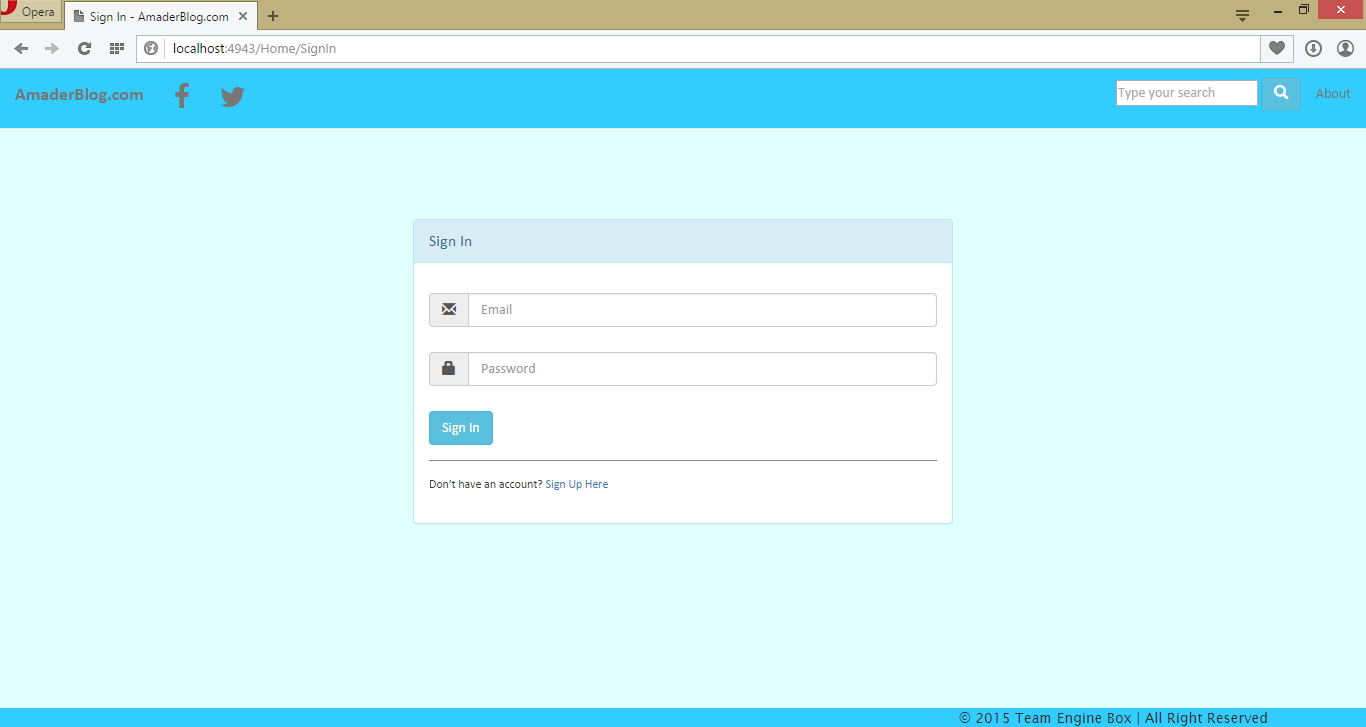 Opera
Sign In - AmaderBlog.com
localhost:4943/Home/SignIn
AmaderBlog.com
Type your search
About
Sign In
Email
Password
Sign In
Don't have an account? Sign Up Here
© 2015 Team Engine Box | All Right Reserved